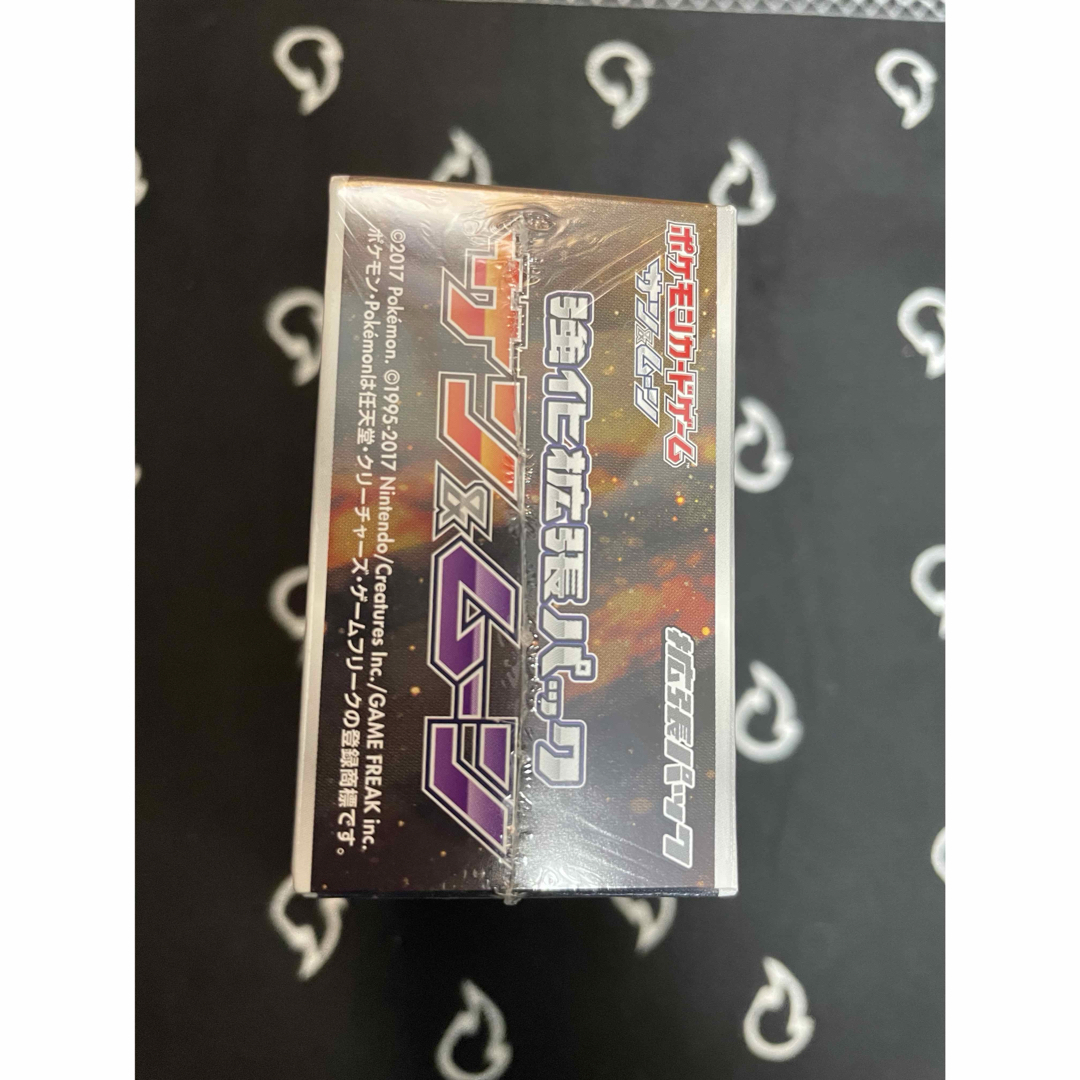 ポケモンカードゲーム
サン&ムーン
拡張パック
強化拡張パック
サン&ムーン
©2017 Pokémon. ©1995-2017 Nintendo/Creatures Inc./GAME FREAK inc.
ポケモン・Pokémonは任天堂・クリーチャーズ・ゲームフリークの登録商標です。